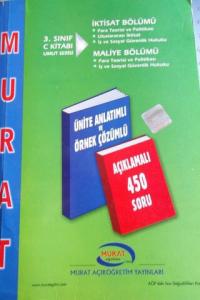 MURAT
3. SINIF
C KİTABI
UMUT SERİSİ
İKTİSAT BÖLÜMÜ
• Para Teorisi ve Politikası
• Uluslararası İktisat
• İş ve Sosyal Güvenlik Hukuku
MALİYE BÖLÜMÜ
• Para Teorisi ve Politikası
• İş ve Sosyal Güvenlik Hukuku
ÜNİTE ANLATIMLI
ve
ÖRNEK ÇÖZÜMLÜ
AÇIKLAMALI
450
SORU
MURAT
MURAT AÇIKÖĞRETİM YAYINLARI